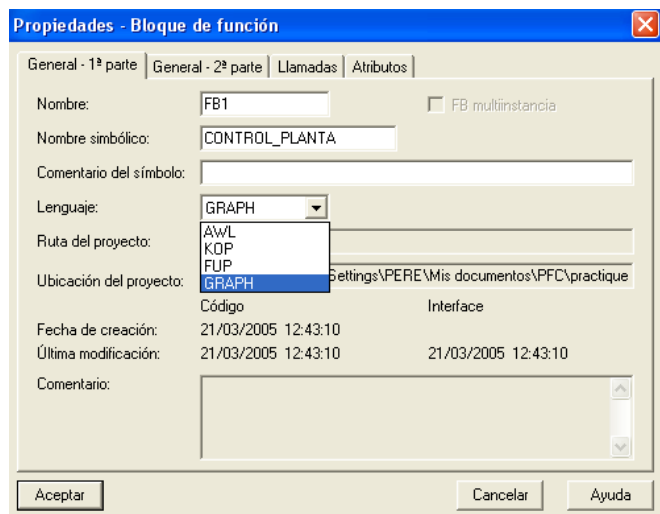 Propiedades - Bloque de función
General - 1ª parte General - 2ª parte Llamadas Atributos
Nombre: FB1 FB multiinstancia
Nombre simbólico: CONTROL_PLANTA
Comentario del símbolo:
Lenguaje: GRAPH
AWL
Ruta del proyecto: KOP
FUP
Ubicación del proyecto: GRAPH Settings\PERE\Mis documentos\PFC\practique
Código Interface
Fecha de creación: 21/03/2005 12:43:10
Última modificación: 21/03/2005 12:43:10 21/03/2005 12:43:10
Comentario:
Aceptar Cancelar Ayuda